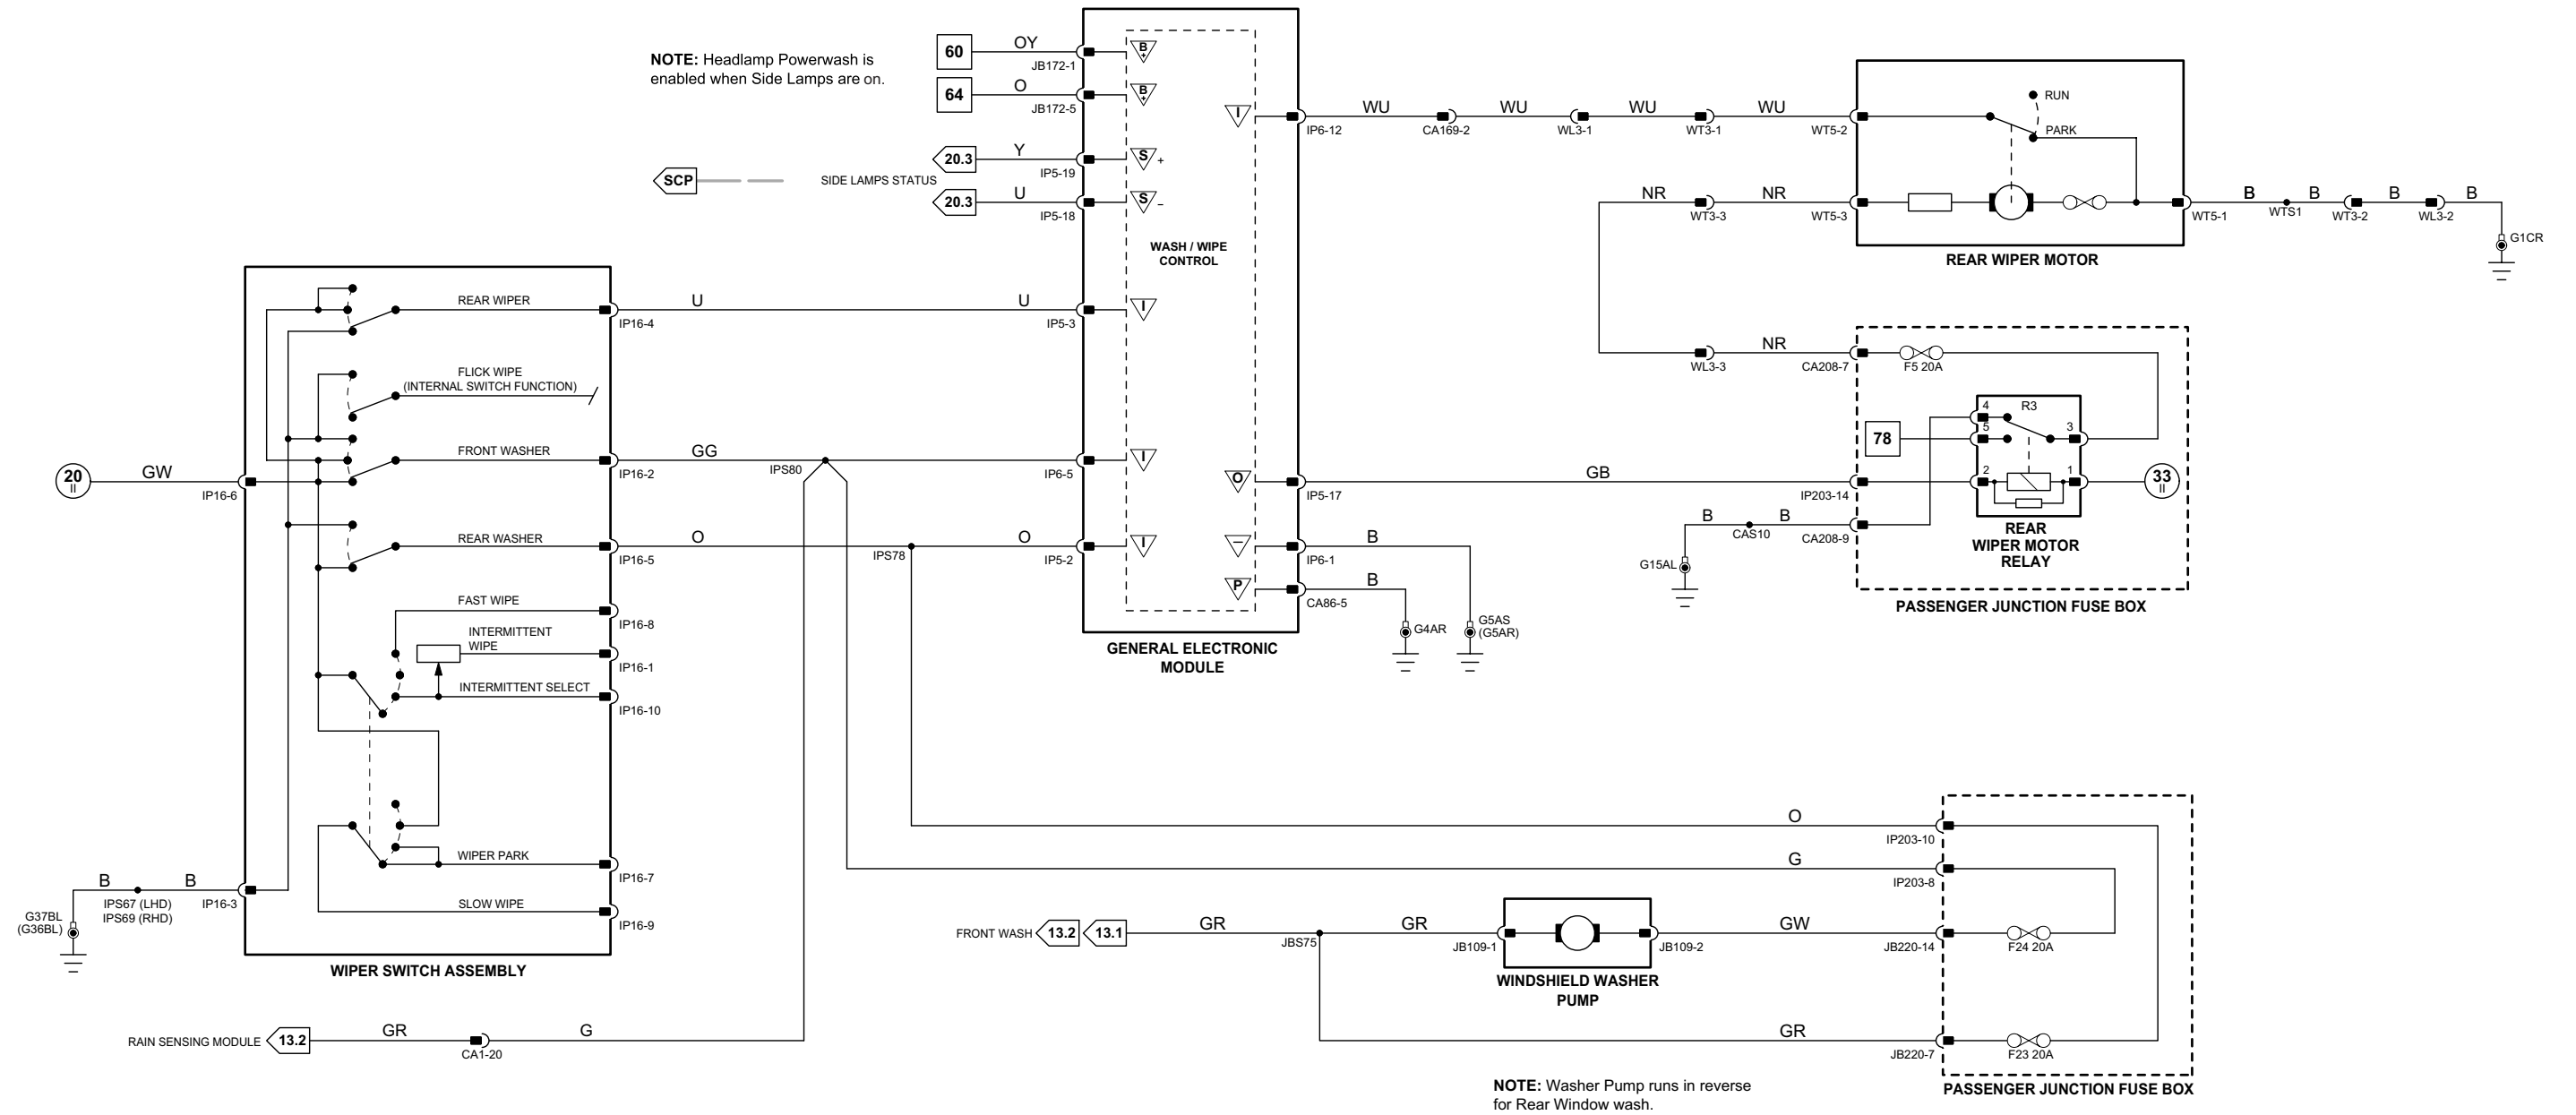 NOTE: Headlamp Powerwash is
enabled when Side Lamps are on.
60
OY
JB172-1
B
+
64
O
JB172-5
B
+
20.3
Y
IP5-19
S
+
SCP
SIDE LAMPS STATUS
20.3
U
IP5-18
S
–
WASH / WIPE
CONTROL
I
IP6-12
WU
CA169-2
WU
WL3-1
WU
WT3-1
WU
WT5-2
RUN
PARK
NR
WT3-3
NR
WT5-3
WT5-1
B
WTS1
B
WT3-2
B
WL3-2
B
G1CR
REAR WIPER MOTOR
REAR WIPER
IP16-4
U
U
IP5-3
I
FLICK WIPE
(INTERNAL SWITCH FUNCTION)
WL3-3
NR
CA208-7
F5 20A
4
R3
5
3
78
2
1
33
II
20
II
GW
IP16-6
FRONT WASHER
IP16-2
GG
IPS80
IP6-5
I
O
IP5-17
GB
IP203-14
REAR WASHER
IP16-5
O
IPS78
O
IP5-2
I
–
IP6-1
B
P
CA86-5
B
G4AR
G5AS
(G5AR)
G15AL
B
CAS10
B
CA208-9
REAR
WIPER MOTOR
RELAY
PASSENGER JUNCTION FUSE BOX
GENERAL ELECTRONIC
MODULE
FAST WIPE
IP16-8
INTERMITTENT
WIPE
IP16-1
INTERMITTENT SELECT
IP16-10
WIPER PARK
IP16-7
SLOW WIPE
IP16-9
B
B
IPS67 (LHD)
IPS69 (RHD)
IP16-3
G37BL
(G36BL)
WIPER SWITCH ASSEMBLY
O
IP203-10
G
IP203-8
FRONT WASH
13.2
13.1
GR
JBS75
GR
JB109-1
JB109-2
GW
JB220-14
F24 20A
WINDSHIELD WASHER
PUMP
RAIN SENSING MODULE
13.2
GR
CA1-20
G
GR
JB220-7
F23 20A
PASSENGER JUNCTION FUSE BOX
NOTE: Washer Pump runs in reverse
for Rear Window wash.